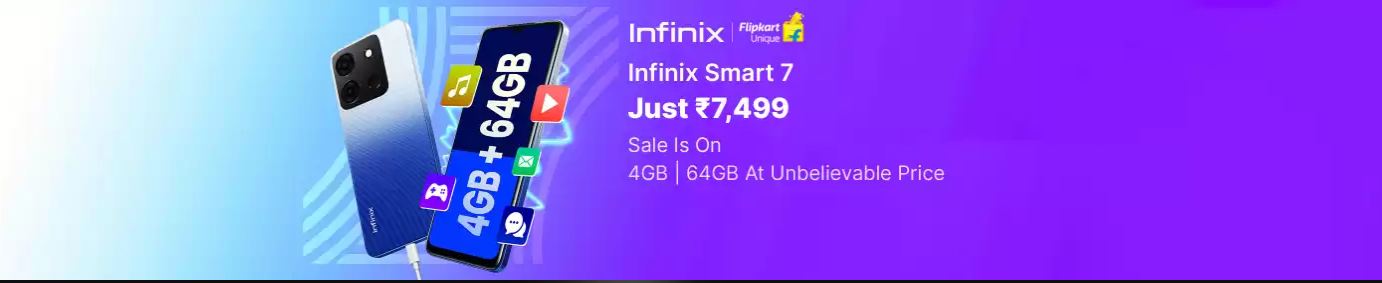 Infinix | Flipkart
Unique
Infinix Smart 7
Just ₹7,499
Sale Is On
4GB | 64GB At Unbelievable Price
4GB + 64GB
Infinix